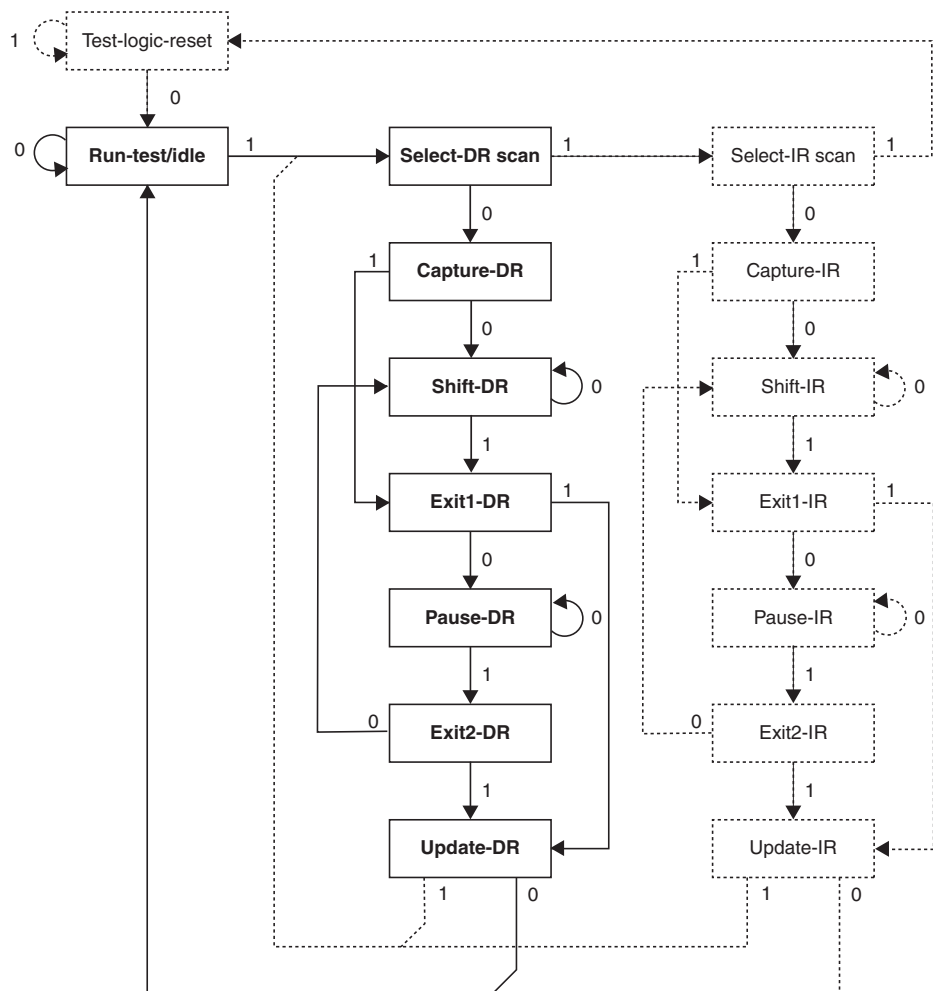 1 Test-logic-reset
0
0 Run-test/idle 1 Select-DR scan 1 Select-IR scan 1
0 0
1 Capture-DR 1 Capture-IR
0 0
Shift-DR 0 Shift-IR 0
1 1
Exit1-DR 1 Exit1-IR 1
0 0
Pause-DR 0 Pause-IR 0
1 1
0 Exit2-DR 0 Exit2-IR
1 1
Update-DR Update-IR
1 0 1 0